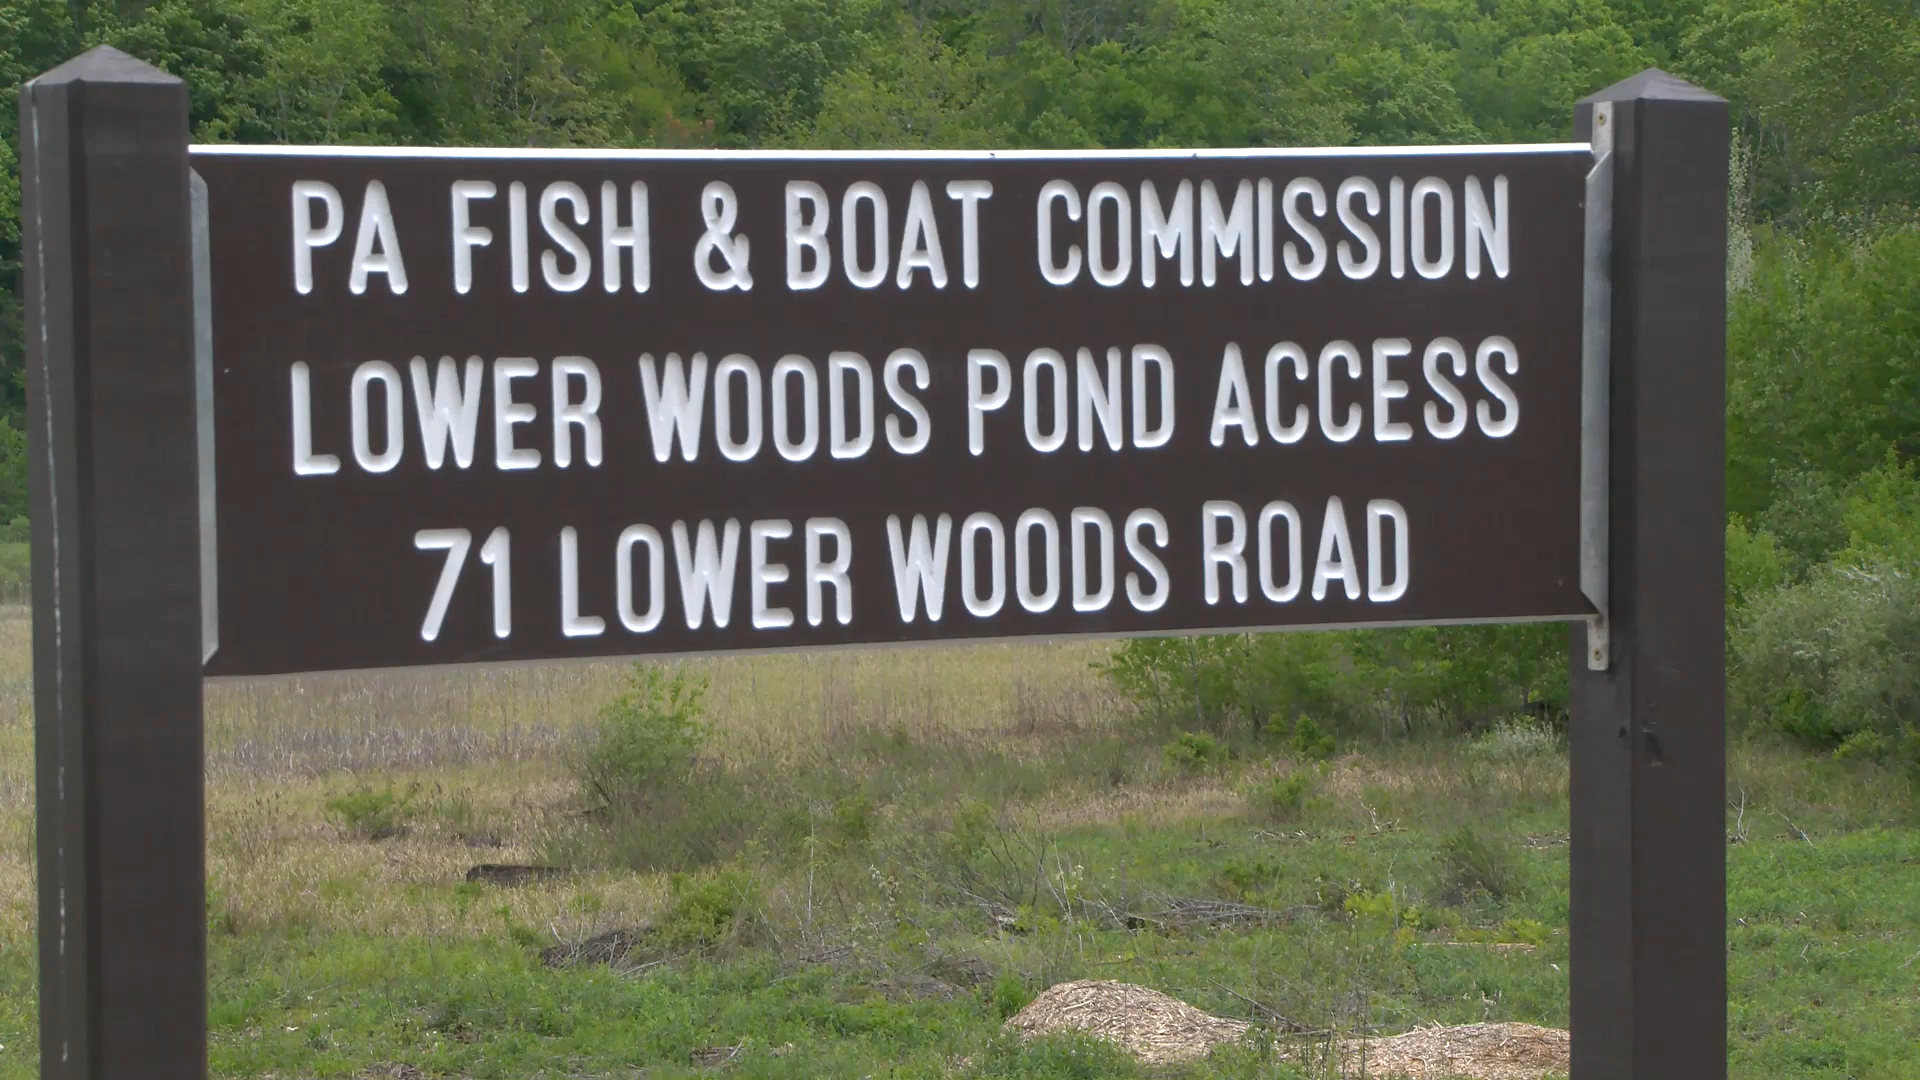 PA FISH & BOAT COMMISSION
LOWER WOODS POND ACCESS
71 LOWER WOODS ROAD